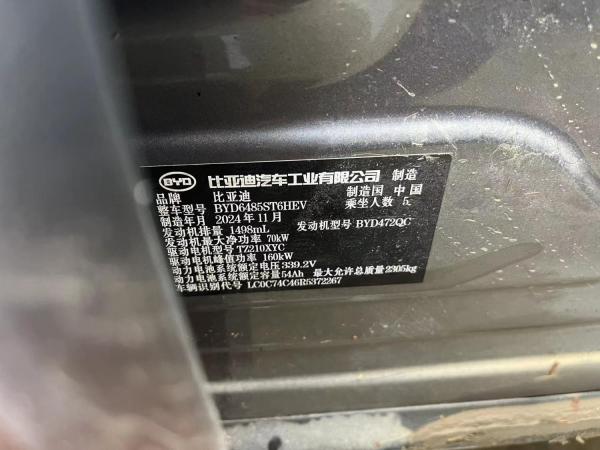 BYD 比亚迪汽车工业有限公司 制造
品牌 比亚迪 制造国 中国
整车型号 BYD6485ST6HEV 乘坐人数 5
制造年月 2024年11月
发动机排量 1498mL 发动机型号 BYD472QC
发动机最大净功率 70kW
驱动电机型号 TZ210XYC
驱动电机峰值功率 160kW
动力电池系统额定电压 339.2V
动力电池系统额定容量 54Ah 最大允许总质量 2305kg
车辆识别代号 LC0C74C46R5372267